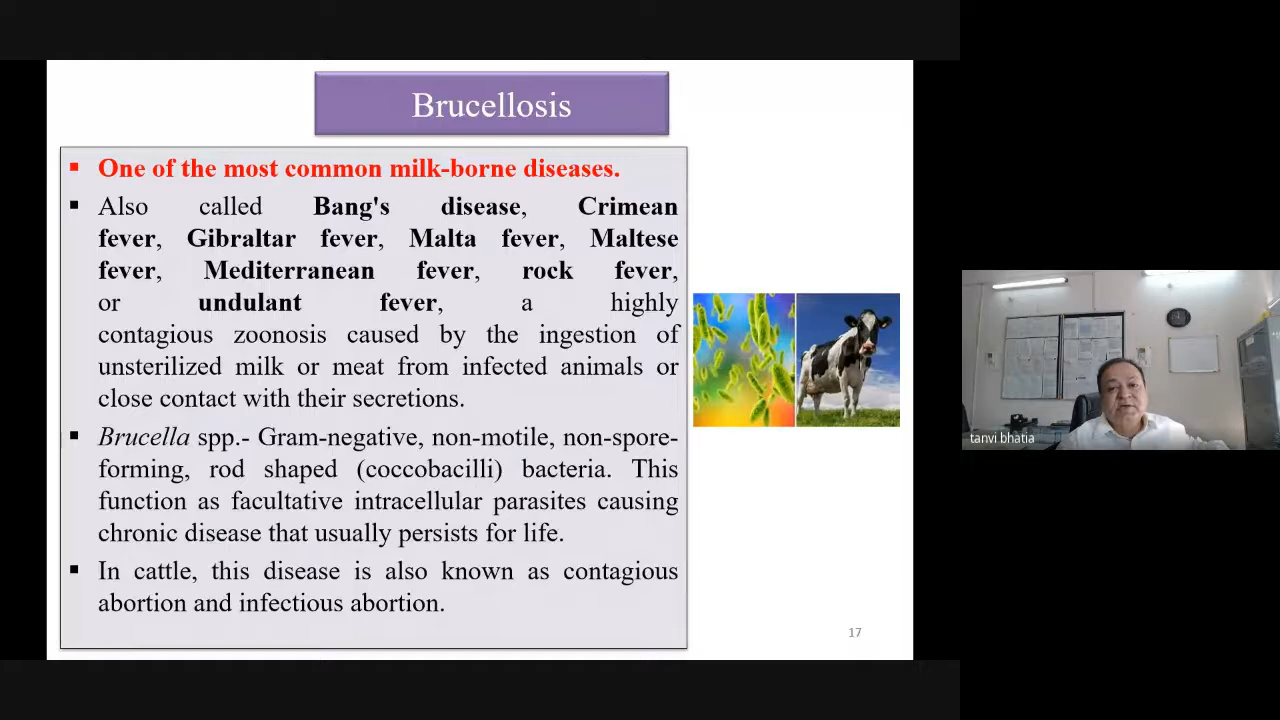 Brucellosis
One of the most common milk-borne diseases.
Also called Bang's disease, Crimean
fever, Gibraltar fever, Malta fever, Maltese
fever, Mediterranean fever, rock fever,
or undulant fever, a highly
contagious zoonosis caused by the ingestion of
unsterilized milk or meat from infected animals or
close contact with their secretions.
Brucella spp.- Gram-negative, non-motile, non-spore-
forming, rod shaped (coccobacilli) bacteria. This
function as facultative intracellular parasites causing
chronic disease that usually persists for life.
In cattle, this disease is also known as contagious
abortion and infectious abortion.
17
tanvi bhatia